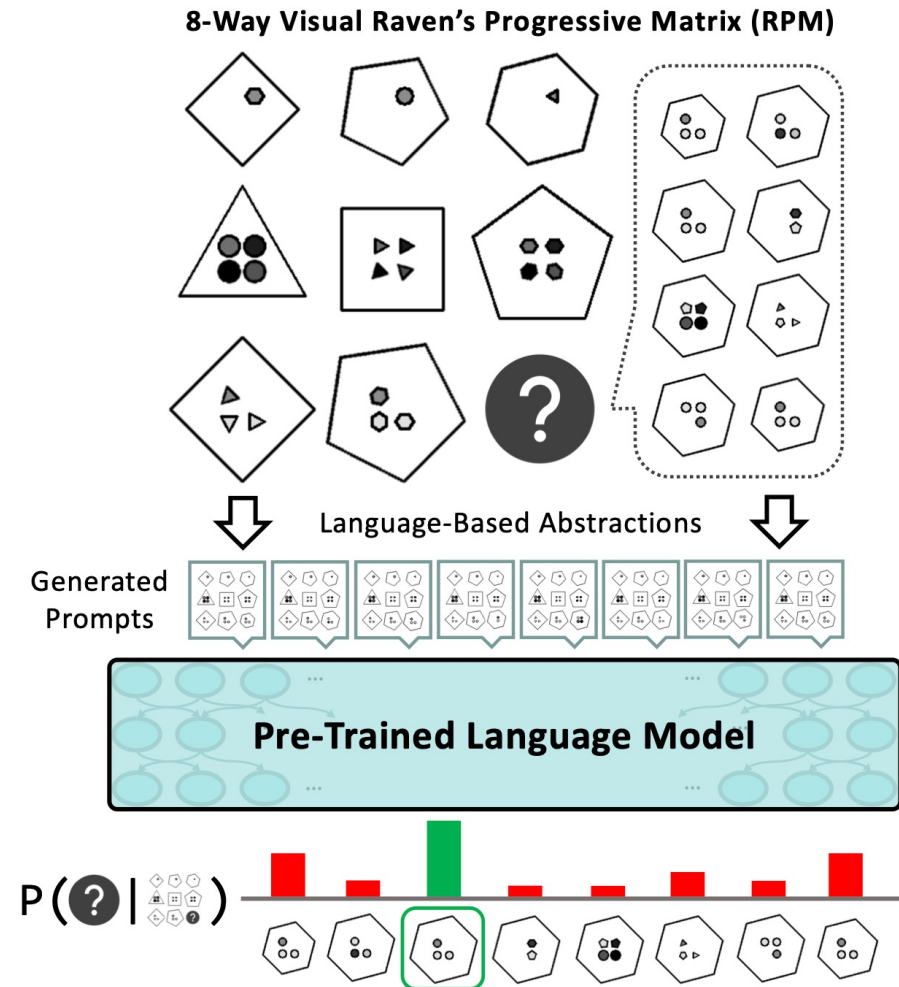 8-Way Visual Raven's Progressive Matrix (RPM)
?
Language-Based Abstractions
Generated
Prompts
... ...
Pre-Trained Language Model
... ...
P(?|?)